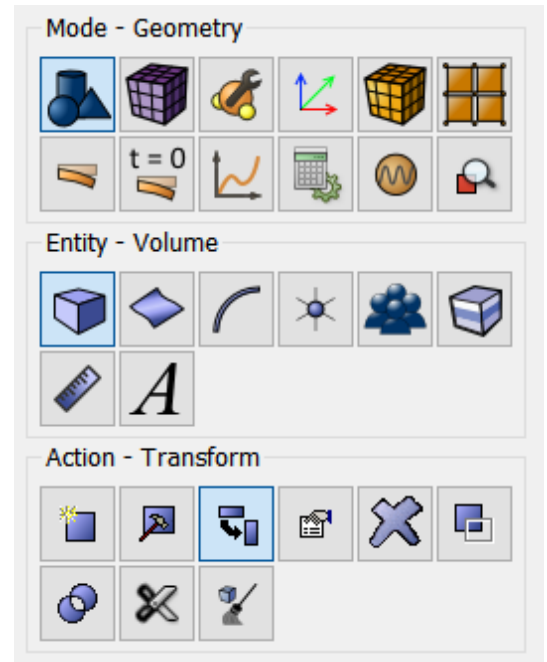 Mode - Geometry
t = 0
Entity - Volume
A
Action - Transform